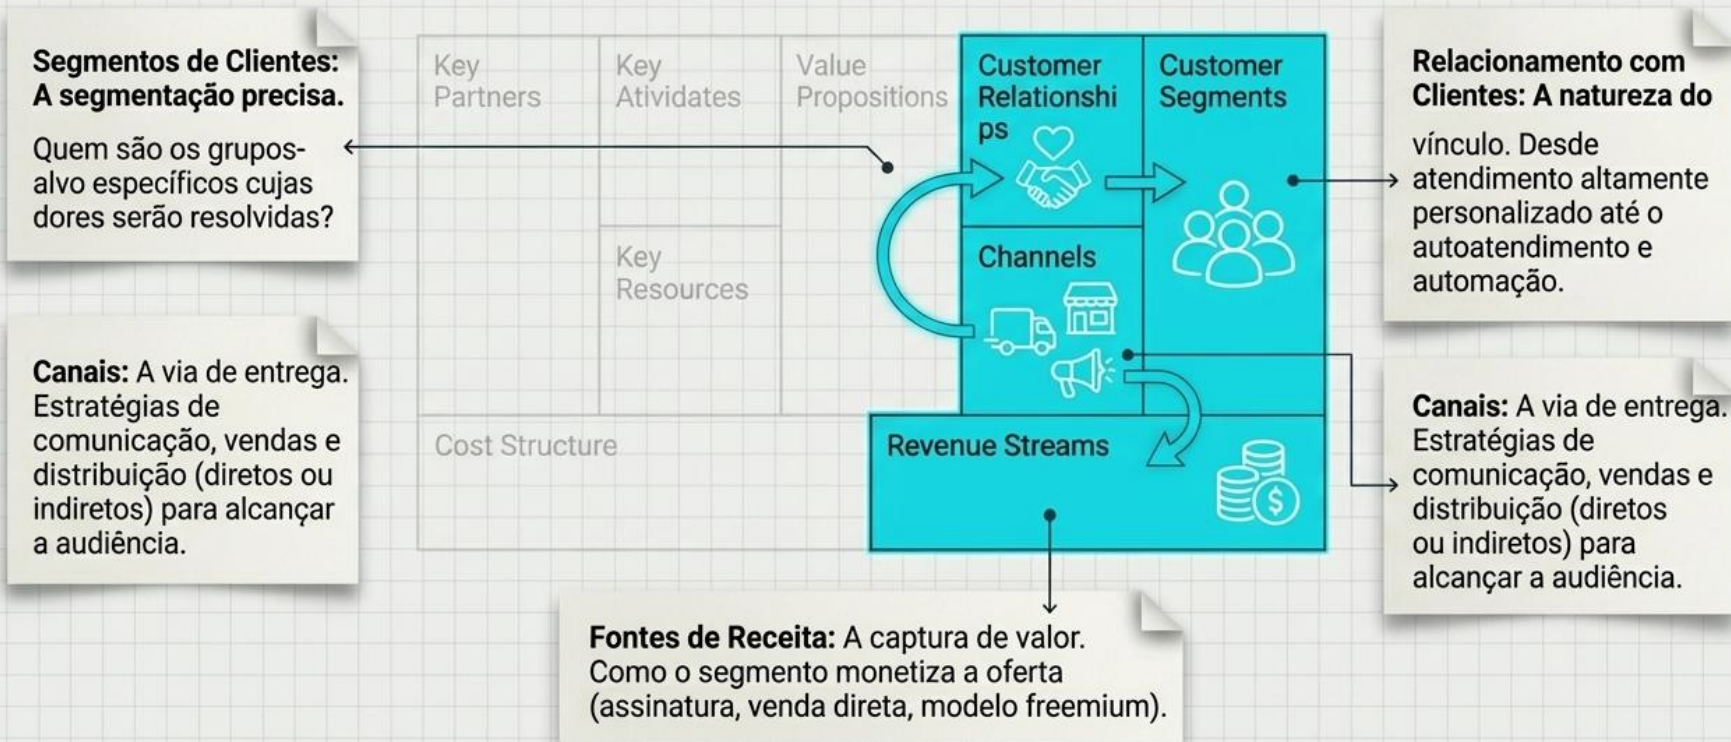 Segmentos de Clientes:
A segmentação precisa.
Quem são os grupos-
alvo específicos cujas
dores serão resolvidas?
Canais: A via de entrega.
Estratégias de
comunicação, vendas e
distribuição (diretos ou
indiretos) para alcançar
a audiência.
Key
Partners
Key
Atividates
Key
Resources
Value
Propositions
Customer
Relationshi
ps
Channels
Customer
Segments
Cost Structure
Revenue Streams
$
Relacionamento com
Clientes: A natureza do
vínculo. Desde
atendimento altamente
personalizado até o
autoatendimento e
automação.
Canais: A via de entrega.
Estratégias de
comunicação, vendas e
distribuição (diretos
ou indiretos) para
alcançar a audiência.
Fontes de Receita: A captura de valor.
Como o segmento monetiza a oferta
(assinatura, venda direta, modelo freemium).